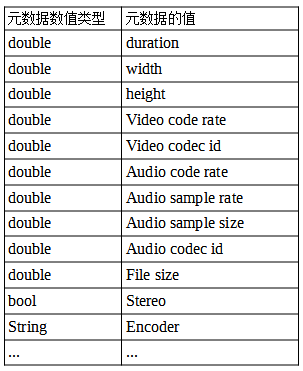 元数据数值类型 元数据的值
double duration
double width
double height
double Video code rate
double Video codec id
double Audio code rate
double Audio sample rate
double Audio sample size
double Audio codec id
double File size
bool Stereo
String Encoder
... ...